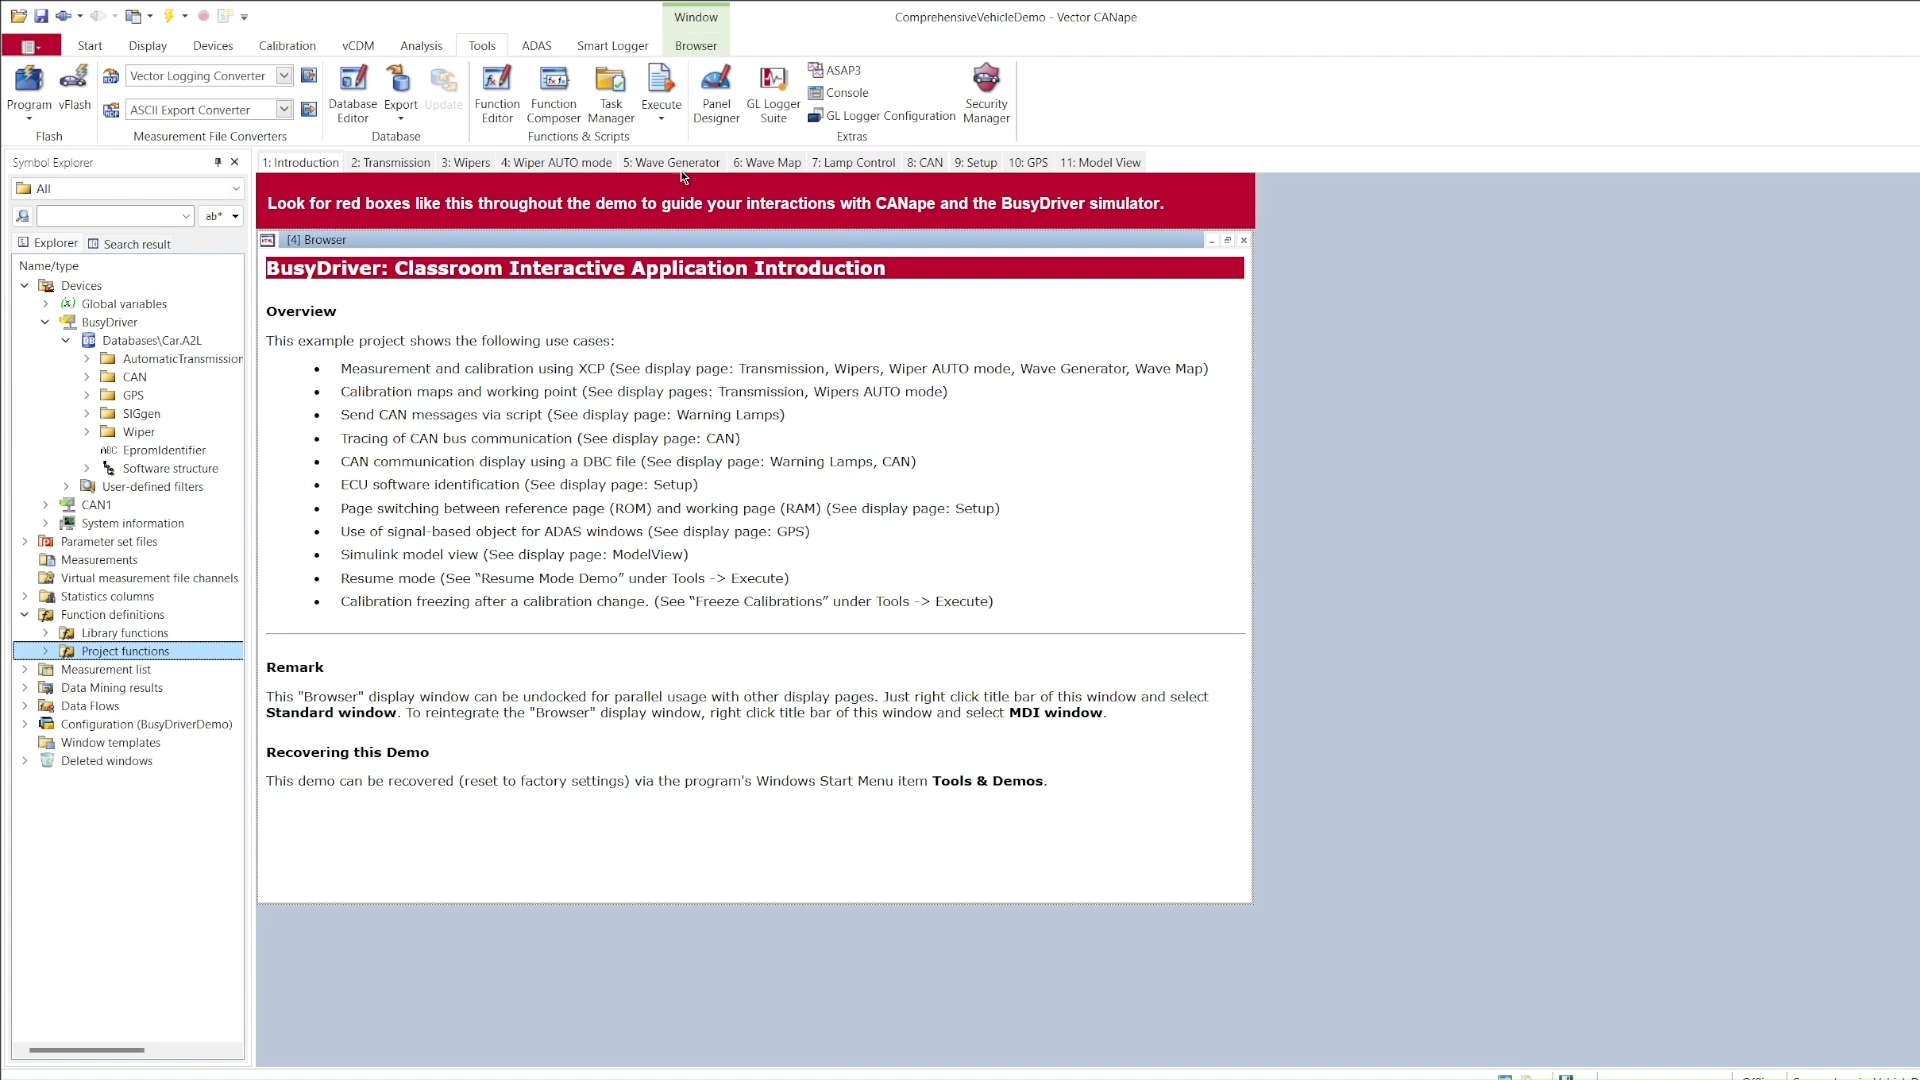 Window
ComprehensiveVehicleDemo - Vector CANape
Start Display Devices Calibration vCDM Analysis Tools ADAS Smart Logger Browser
Program vFlash
Flash
Vector Logging Converter
ASCII Export Converter
Measurement File Converters
Database Editor Export Update
Database
Function Editor Function Composer Task Manager Execute
Functions & Scripts
Panel Designer GL Logger Suite
ASAP3
Console
GL Logger Configuration
Extras
Security Manager
Symbol Explorer
1: Introduction 2: Transmission 3: Wipers 4: Wiper AUTO mode 5: Wave Generator 6: Wave Map 7: Lamp Control 8: CAN 9: Setup 10: GPS 11: Model View
All
ab*
Explorer Search result
Name/type
Devices
Global variables
BusyDriver
Databases\Car.A2L
AutomaticTransmission
CAN
GPS
SIGgen
Wiper
ABC EpromIdentifier
Software structure
User-defined filters
CAN1
System information
Parameter set files
Measurements
Virtual measurement file channels
Statistics columns
Function definitions
Library functions
Project functions
Measurement list
Data Mining results
Data Flows
Configuration (BusyDriverDemo)
Window templates
Deleted windows
Look for red boxes like this throughout the demo to guide your interactions with CANape and the BusyDriver simulator.
[4] Browser
BusyDriver: Classroom Interactive Application Introduction
Overview
This example project shows the following use cases:
• Measurement and calibration using XCP (See display page: Transmission, Wipers, Wiper AUTO mode, Wave Generator, Wave Map)
• Calibration maps and working point (See display pages: Transmission, Wipers AUTO mode)
• Send CAN messages via script (See display page: Warning Lamps)
• Tracing of CAN bus communication (See display page: CAN)
• CAN communication display using a DBC file (See display page: Warning Lamps, CAN)
• ECU software identification (See display page: Setup)
• Page switching between reference page (ROM) and working page (RAM) (See display page: Setup)
• Use of signal-based object for ADAS windows (See display page: GPS)
• Simulink model view (See display page: ModelView)
• Resume mode (See “Resume Mode Demo” under Tools -> Execute)
• Calibration freezing after a calibration change. (See “Freeze Calibrations” under Tools -> Execute)
Remark
This "Browser" display window can be undocked for parallel usage with other display pages. Just right click title bar of this window and select
Standard window. To reintegrate the "Browser" display window, right click title bar of this window and select MDI window.
Recovering this Demo
This demo can be recovered (reset to factory settings) via the program's Windows Start Menu item Tools & Demos.